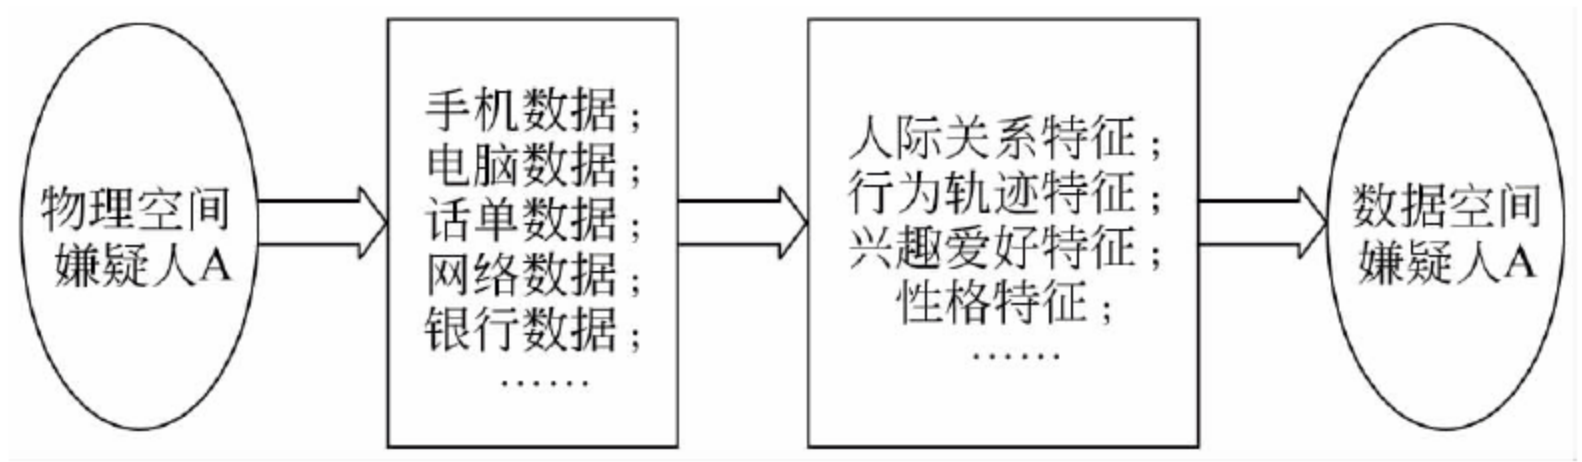 物理空间
嫌疑人A
手机数据；
电脑数据；
话单数据；
网络数据；
银行数据；
……
人际关系特征；
行为轨迹特征；
兴趣爱好特征；
性格特征；
……
数据空间
嫌疑人A